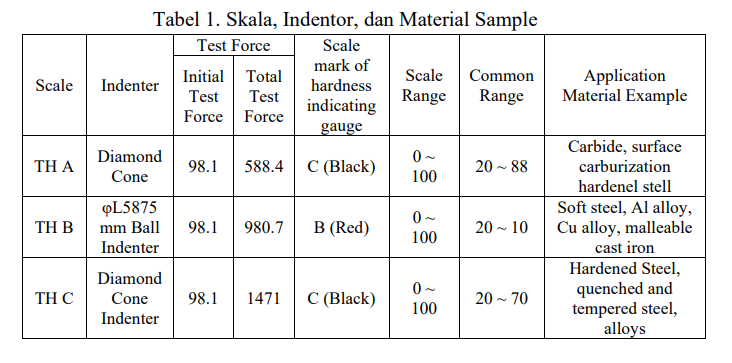 Tabel 1. Skala, Indentor, dan Material Sample
Scale
Indenter
Test Force
Initial
Test
Force
Total
Test
Force
Scale
mark of
hardness
indicating
gauge
Scale
Range
Common
Range
Application
Material Example
TH A
Diamond
Cone
98.1
588.4
C (Black)
0 ~
100
20 ~ 88
Carbide, surface
carburization
hardenel stell
TH B
φL5875
mm Ball
Indenter
98.1
980.7
B (Red)
0 ~
100
20 ~ 10
Soft steel, Al alloy,
Cu alloy, malleable
cast iron
TH C
Diamond
Cone
Indenter
98.1
1471
C (Black)
0 ~
100
20 ~ 70
Hardened Steel,
quenched and
tempered steel,
alloys